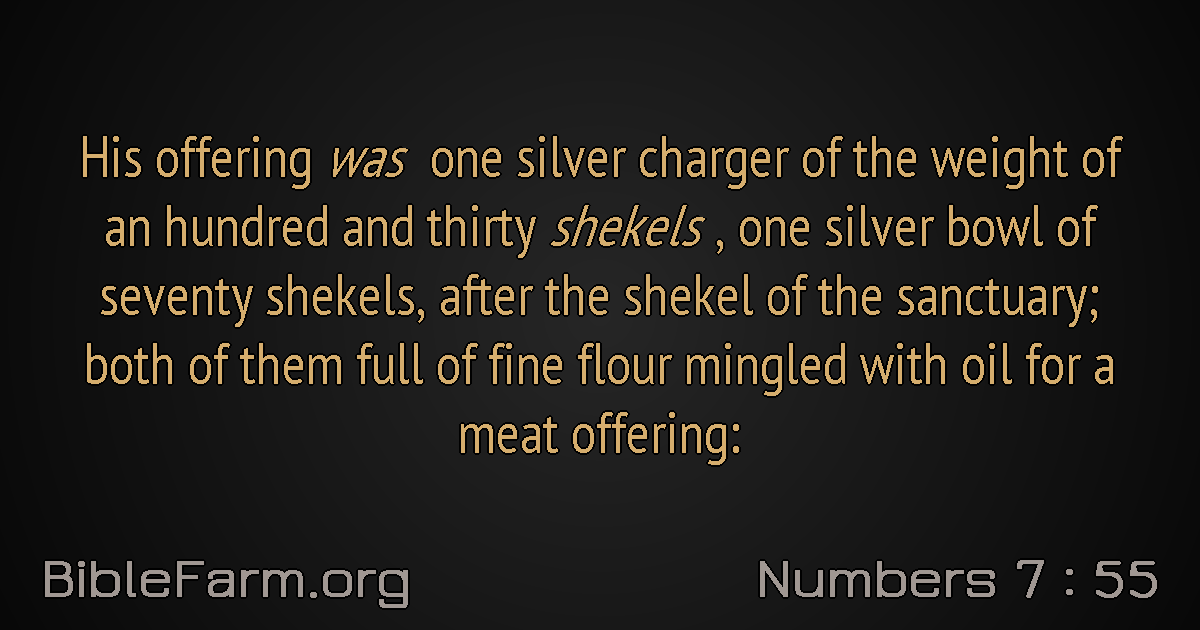 His offering was one silver charger of the weight of
an hundred and thirty shekels , one silver bowl of
seventy shekels, after the shekel of the sanctuary;
both of them full of fine flour mingled with oil for a
meat offering:
BibleFarm.org
Numbers 7 : 55